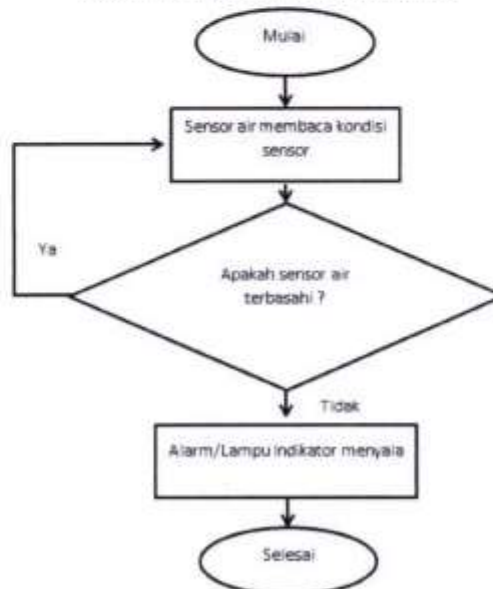 Mulai
Sensor air membaca kondisi
sensor
Ya
Apakah sensor air
terbasahi ?
Tidak
Alarm/Lampu Indikator menyala
Selesai